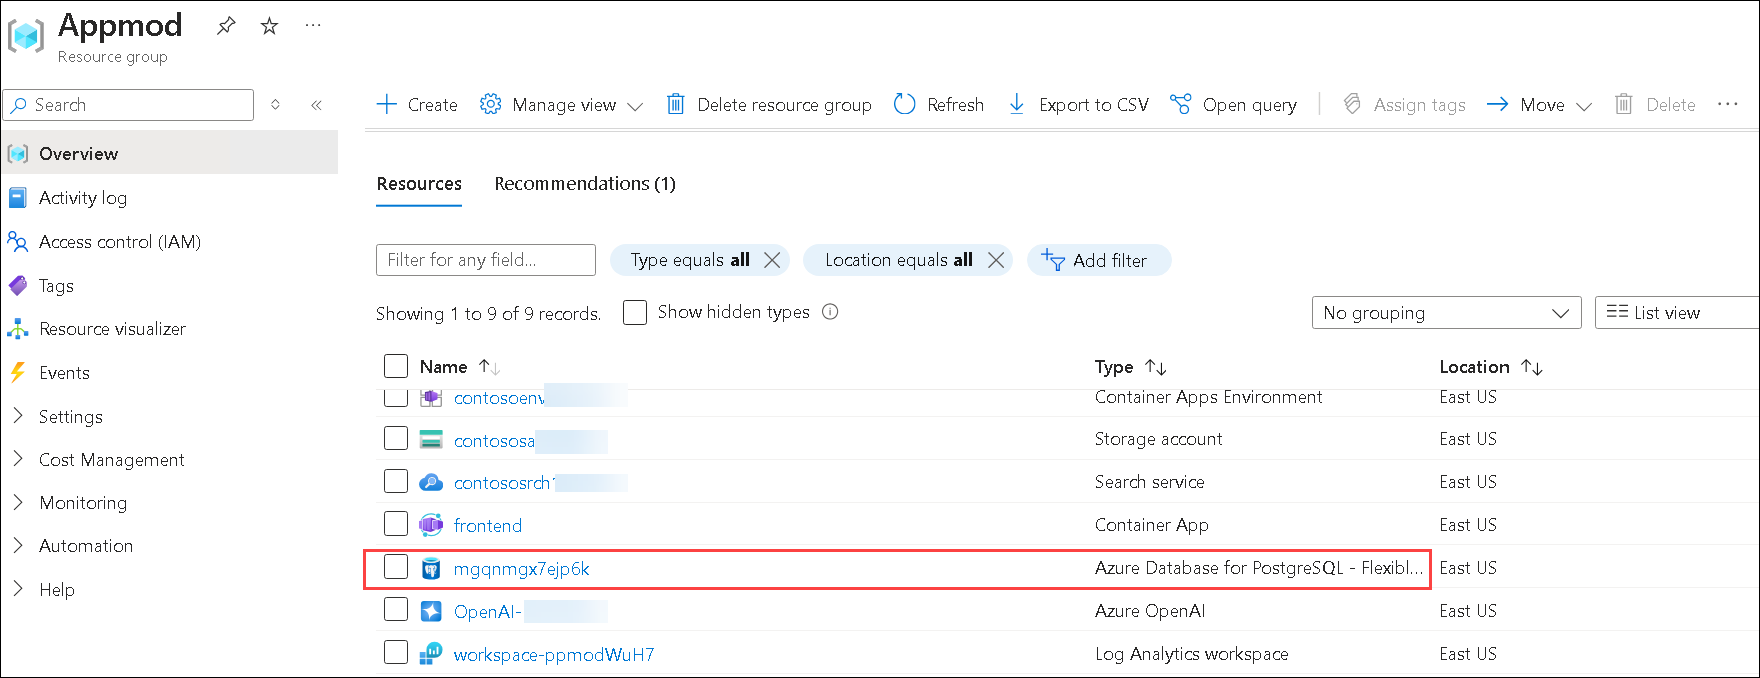 Appmod
Resource group
Search
Create Manage view Delete resource group Refresh Export to CSV Open query Assign tags Move Delete
Overview
Activity log
Access control (IAM)
Tags
Resource visualizer
Events
Settings
Cost Management
Monitoring
Automation
Help
Resources Recommendations (1)
Filter for any field... Type equals all Location equals all Add filter
Showing 1 to 9 of 9 records. Show hidden types No grouping List view
Name Type Location
contosoenv Container Apps Environment East US
contososa Storage account East US
contososrch Search service East US
frontend Container App East US
mgqnmgx7ejp6k Azure Database for PostgreSQL - Flexibl... East US
OpenAI- Azure OpenAI East US
workspace-ppmodWuH7 Log Analytics workspace East US